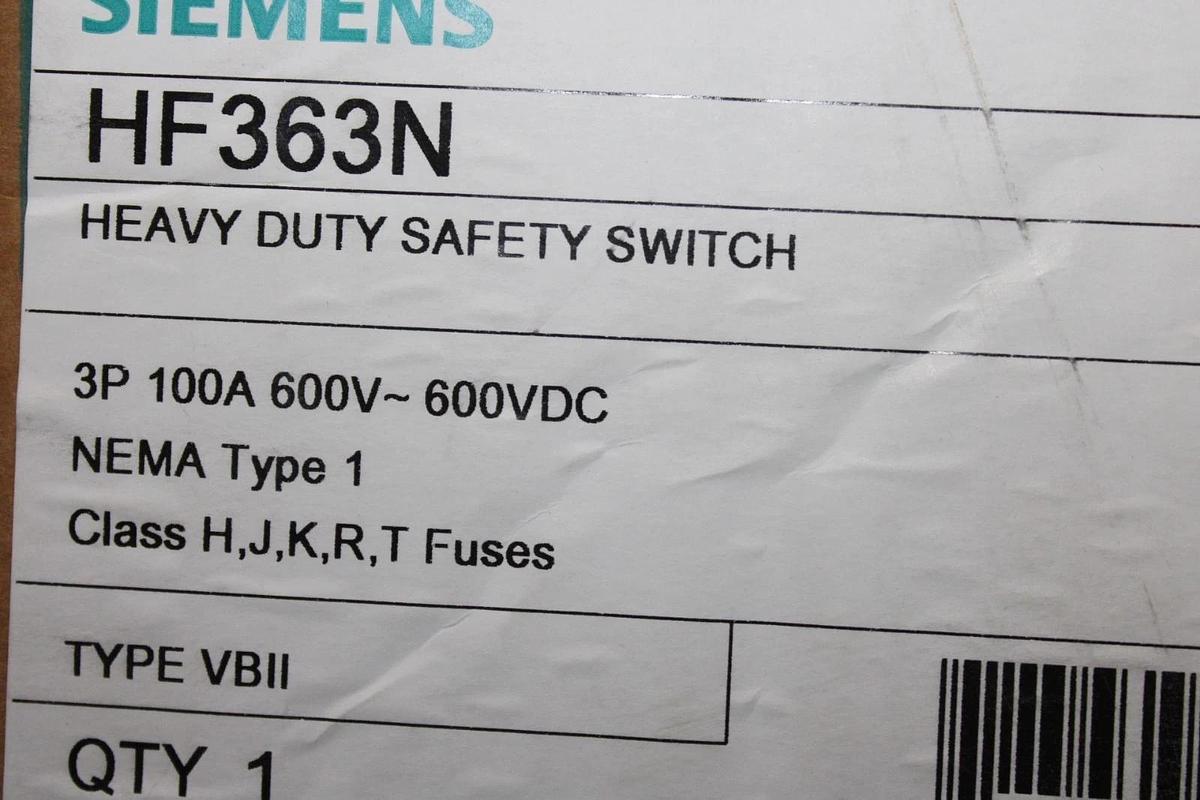 SIEMENS
HF363N
HEAVY DUTY SAFETY SWITCH
3P 100A 600V~ 600VDC
NEMA Type 1
Class H,J,K,R,T Fuses
TYPE VBII
QTY 1